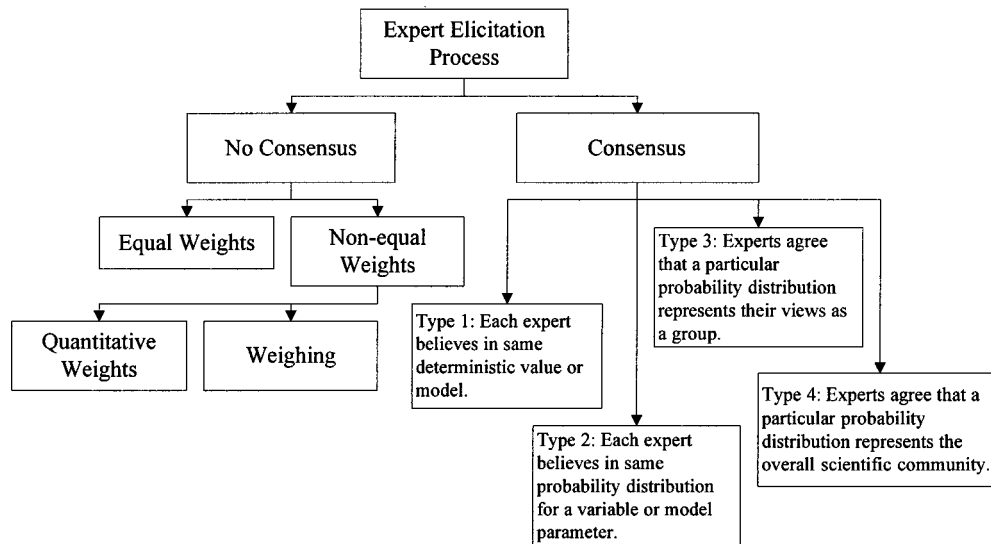 Expert Elicitation
Process
No Consensus
Consensus
Equal Weights
Non-equal
Weights
Quantitative
Weights
Weighing
Type 1: Each expert
believes in same
deterministic value or
model.
Type 2: Each expert
believes in same
probability distribution
for a variable or model
parameter.
Type 3: Experts agree
that a particular
probability distribution
represents their views as
a group.
Type 4: Experts agree that a
particular probability
distribution represents the
overall scientific community.